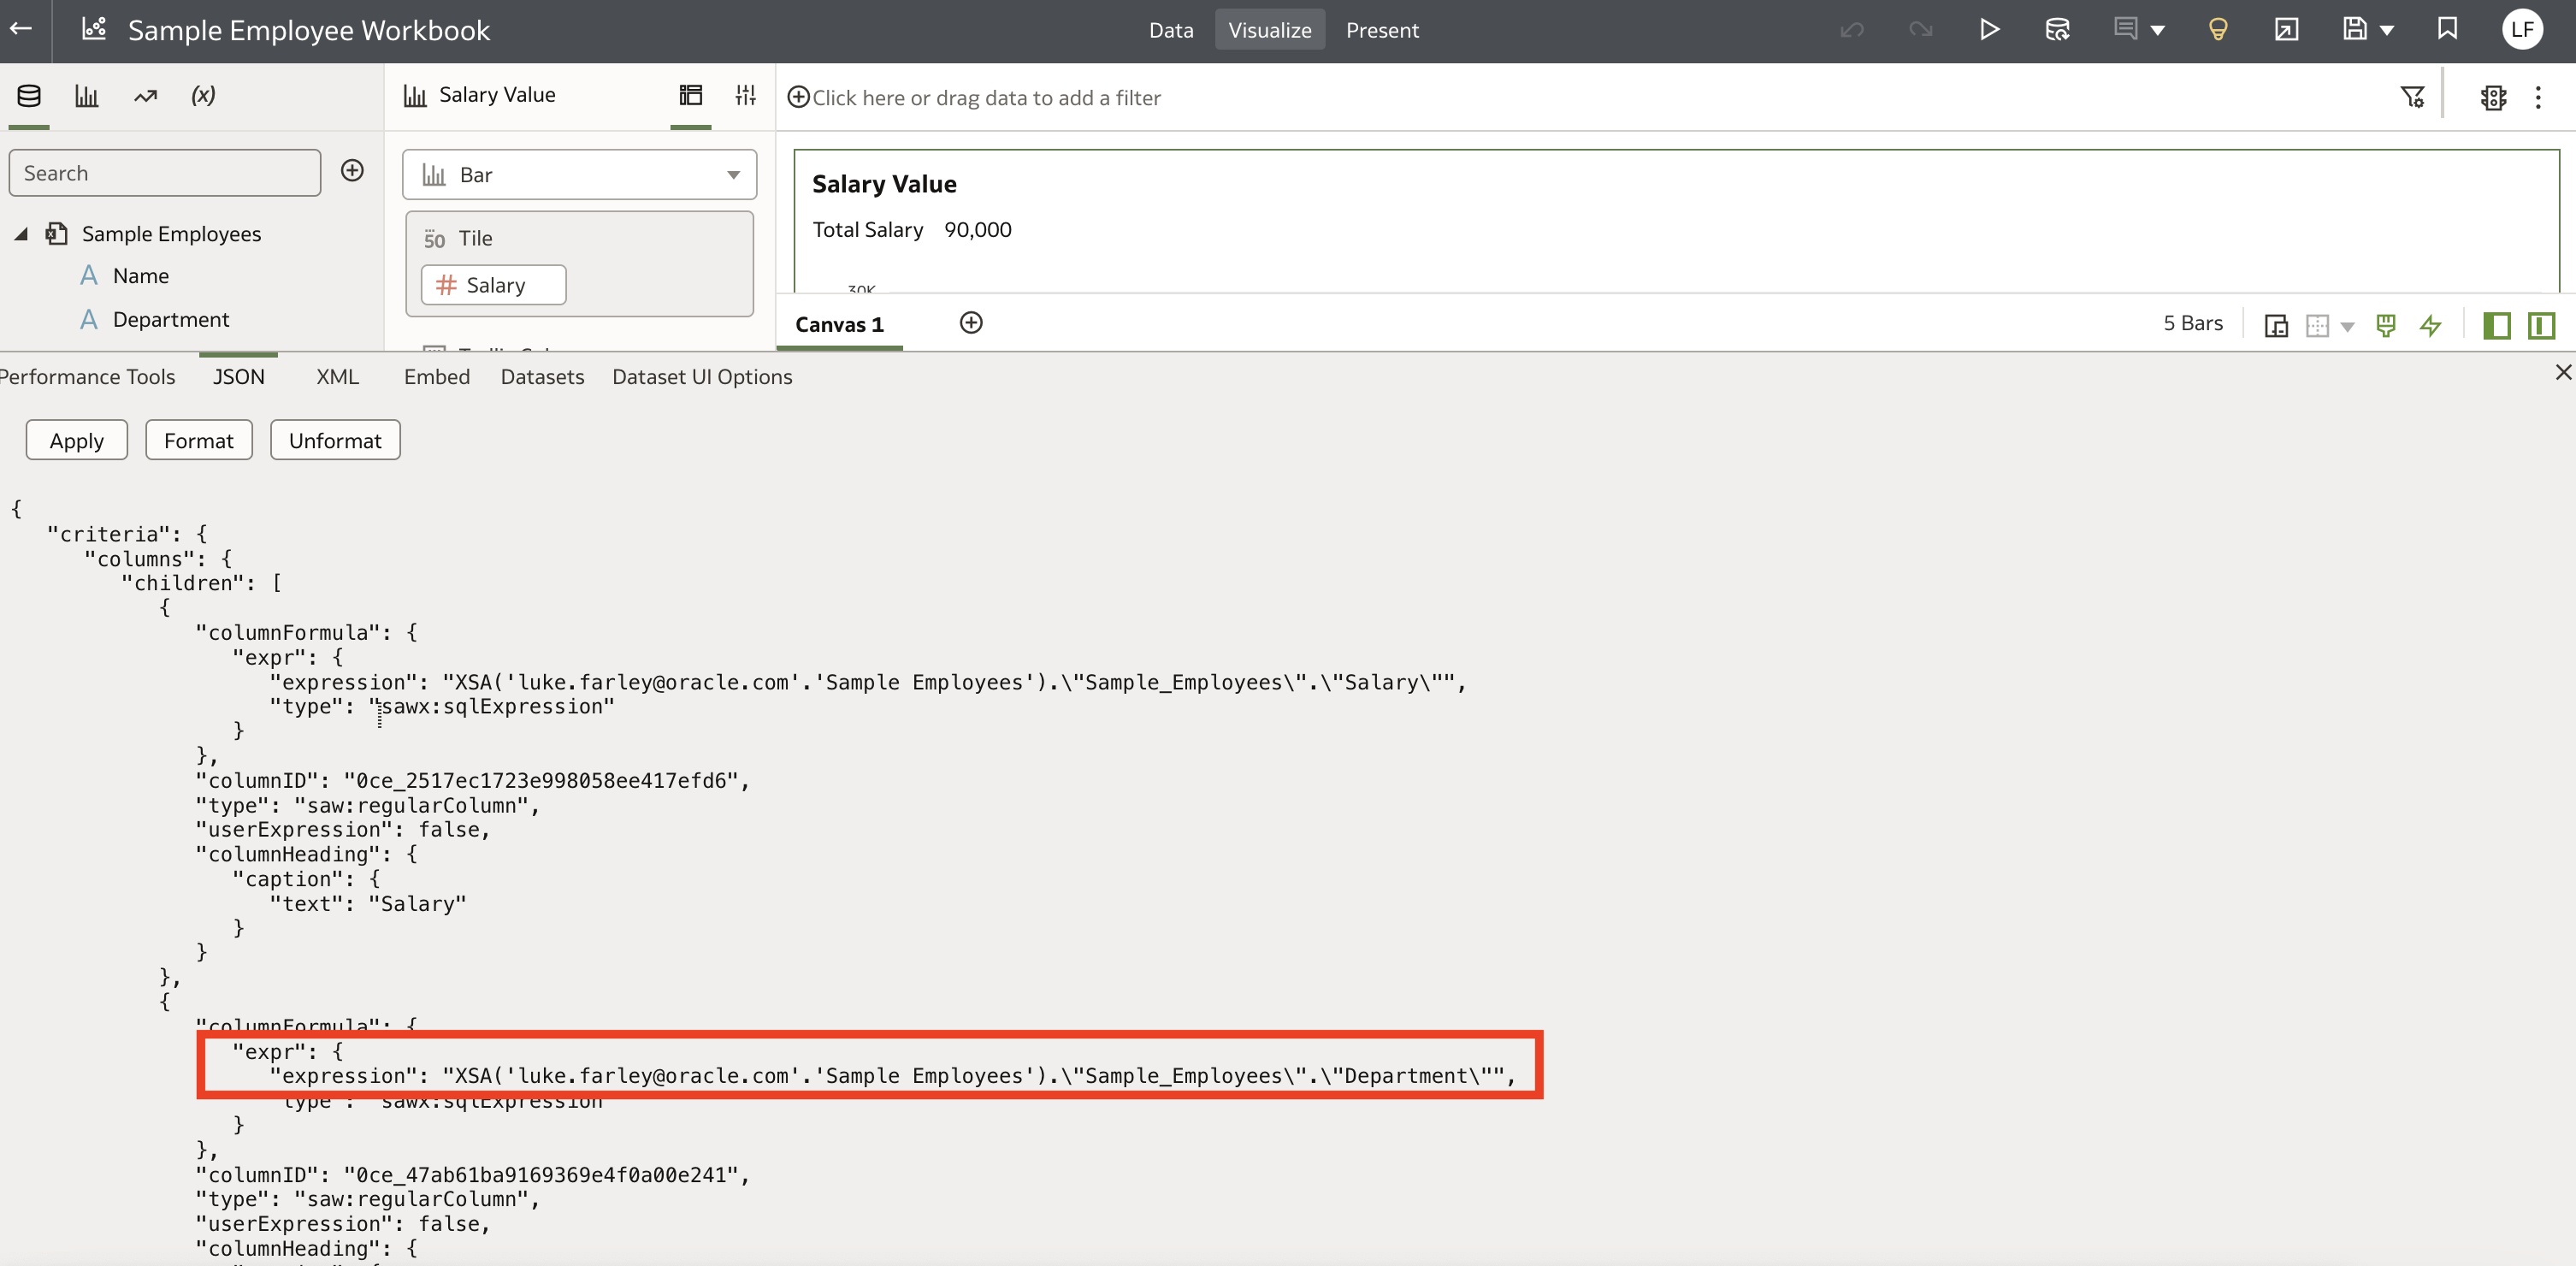 Sample Employee Workbook
Data Visualize Present
LF
(x)
Salary Value
Click here or drag data to add a filter
Search
Bar
Salary Value
Total Salary 90,000
Sample Employees
50 Tile
# Salary
A Name
A Department
30K
Canvas 1
5 Bars
Performance Tools JSON XML Embed Datasets Dataset UI Options
Apply Format Unformat
{
"criteria": {
"columns": {
"children": [
{
"columnFormula": {
"expr": {
"expression": "XSA('luke.farley@oracle.com'.'Sample Employees').\"Sample_Employees\".\"Salary\"",
"type": "sawx:sqlExpression"
}
},
"columnID": "0ce_2517ec1723e998058ee417efd6",
"type": "saw:regularColumn",
"userExpression": false,
"columnHeading": {
"caption": {
"text": "Salary"
}
}
},
{
"columnFormula": {
"expr": {
"expression": "XSA('luke.farley@oracle.com'.'Sample Employees').\"Sample_Employees\".\"Department\"",
"type": "sawx:sqlExpression"
}
},
"columnID": "0ce_47ab61ba9169369e4f0a00e241",
"type": "saw:regularColumn",
"userExpression": false,
"columnHeading": {